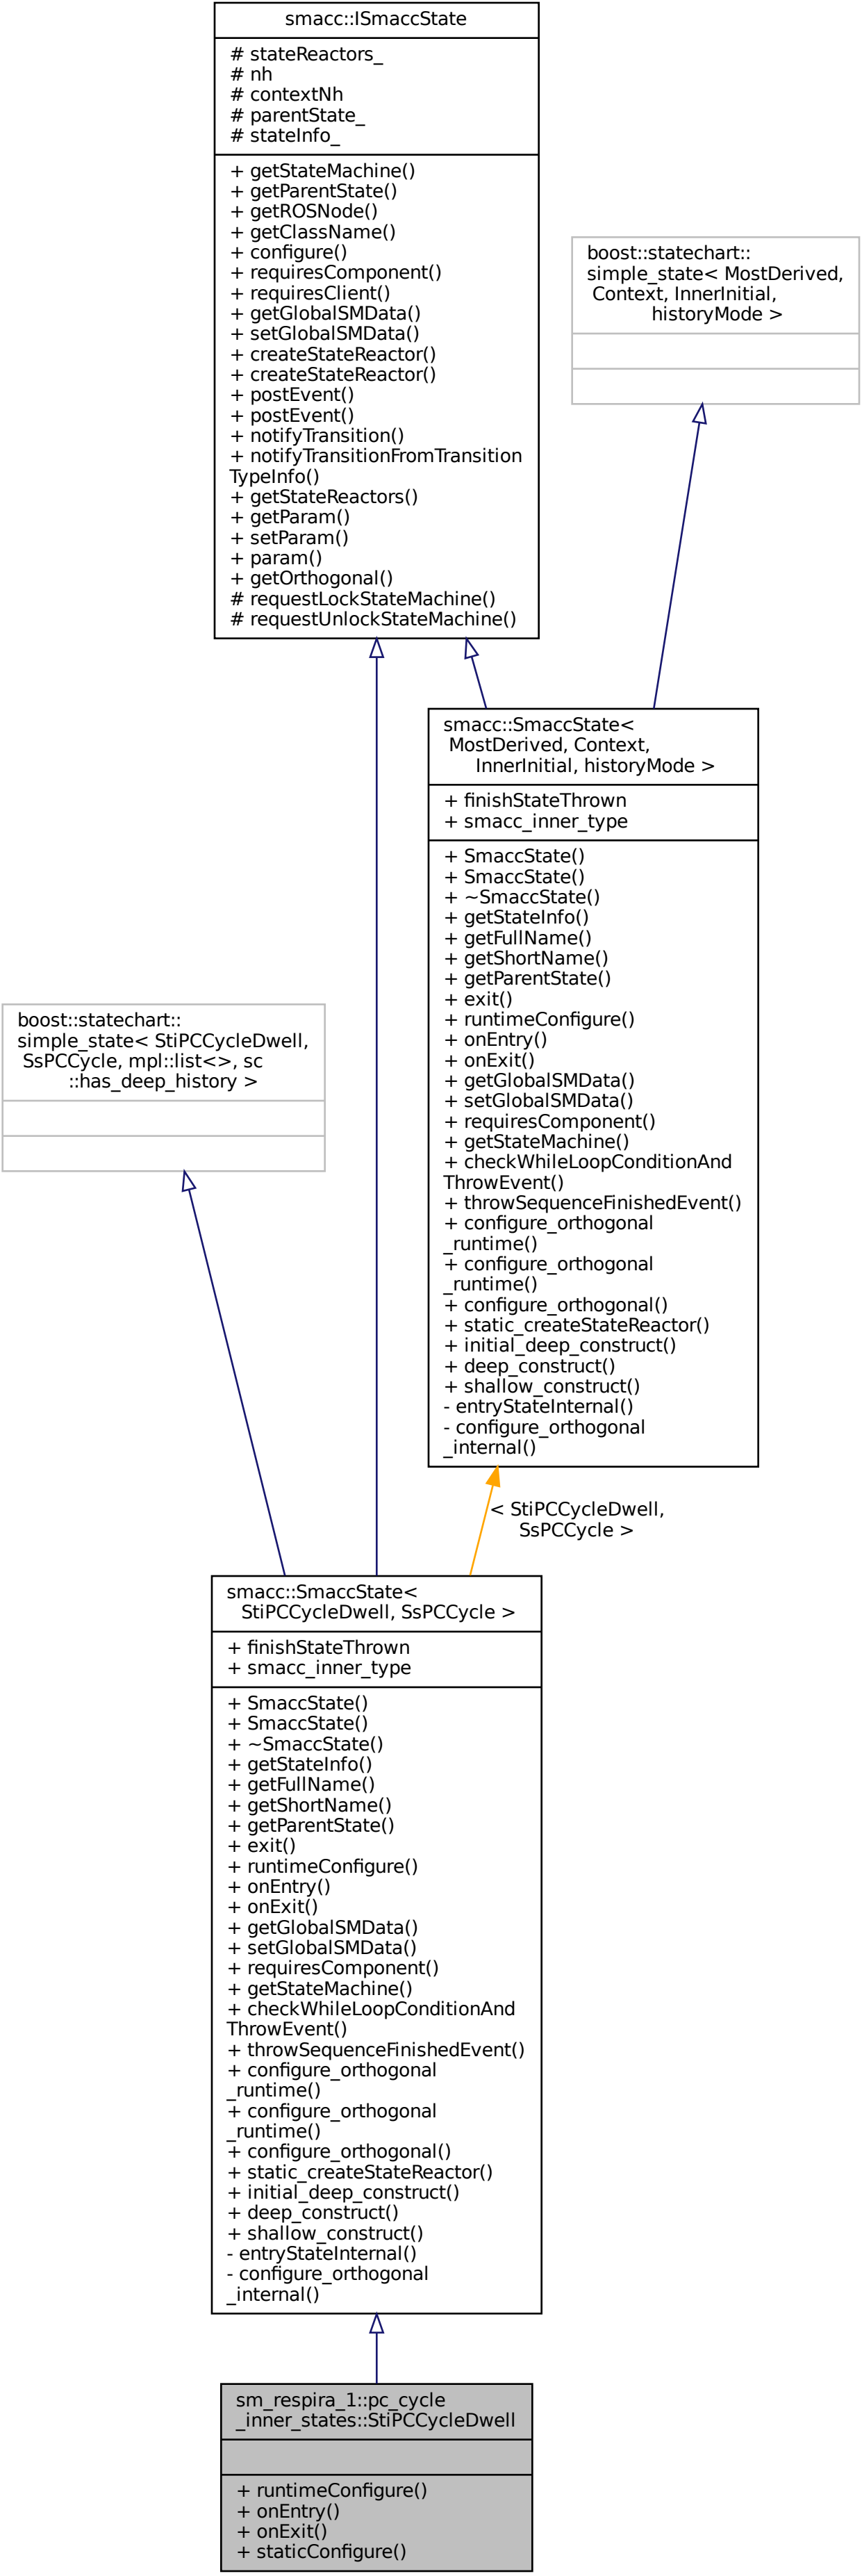 smacc::ISmaccState
# stateReactors_
# nh
# contextNh
# parentState_
# stateInfo_
+ getStateMachine()
+ getParentState()
+ getROSNode()
+ getClassName()
+ configure()
+ requiresComponent()
+ requiresClient()
+ getGlobalSMData()
+ setGlobalSMData()
+ createStateReactor()
+ createStateReactor()
+ postEvent()
+ postEvent()
+ notifyTransition()
+ notifyTransitionFromTransition
TypeInfo()
+ getStateReactors()
+ getParam()
+ setParam()
+ param()
+ getOrthogonal()
# requestLockStateMachine()
# requestUnlockStateMachine()
boost::statechart::
simple_state< MostDerived,
Context, InnerInitial,
historyMode >
smacc::SmaccState<
MostDerived, Context,
InnerInitial, historyMode >
+ finishStateThrown
+ smacc_inner_type
+ SmaccState()
+ SmaccState()
+ ~SmaccState()
+ getStateInfo()
+ getFullName()
+ getShortName()
+ getParentState()
+ exit()
+ runtimeConfigure()
+ onEntry()
+ onExit()
+ getGlobalSMData()
+ setGlobalSMData()
+ requiresComponent()
+ getStateMachine()
+ checkWhileLoopConditionAnd
ThrowEvent()
+ throwSequenceFinishedEvent()
+ configure_orthogonal
_runtime()
+ configure_orthogonal
_runtime()
+ configure_orthogonal()
+ static_createStateReactor()
+ initial_deep_construct()
+ deep_construct()
+ shallow_construct()
- entryStateInternal()
- configure_orthogonal
_internal()
boost::statechart::
simple_state< StiPCCycleDwell,
SsPCCycle, mpl::list<>, sc
::has_deep_history >
< StiPCCycleDwell,
SsPCCycle >
smacc::SmaccState<
StiPCCycleDwell, SsPCCycle >
+ finishStateThrown
+ smacc_inner_type
+ SmaccState()
+ SmaccState()
+ ~SmaccState()
+ getStateInfo()
+ getFullName()
+ getShortName()
+ getParentState()
+ exit()
+ runtimeConfigure()
+ onEntry()
+ onExit()
+ getGlobalSMData()
+ setGlobalSMData()
+ requiresComponent()
+ getStateMachine()
+ checkWhileLoopConditionAnd
ThrowEvent()
+ throwSequenceFinishedEvent()
+ configure_orthogonal
_runtime()
+ configure_orthogonal
_runtime()
+ configure_orthogonal()
+ static_createStateReactor()
+ initial_deep_construct()
+ deep_construct()
+ shallow_construct()
- entryStateInternal()
- configure_orthogonal
_internal()
sm_respira_1::pc_cycle
_inner_states::StiPCCycleDwell
+ runtimeConfigure()
+ onEntry()
+ onExit()
+ staticConfigure()